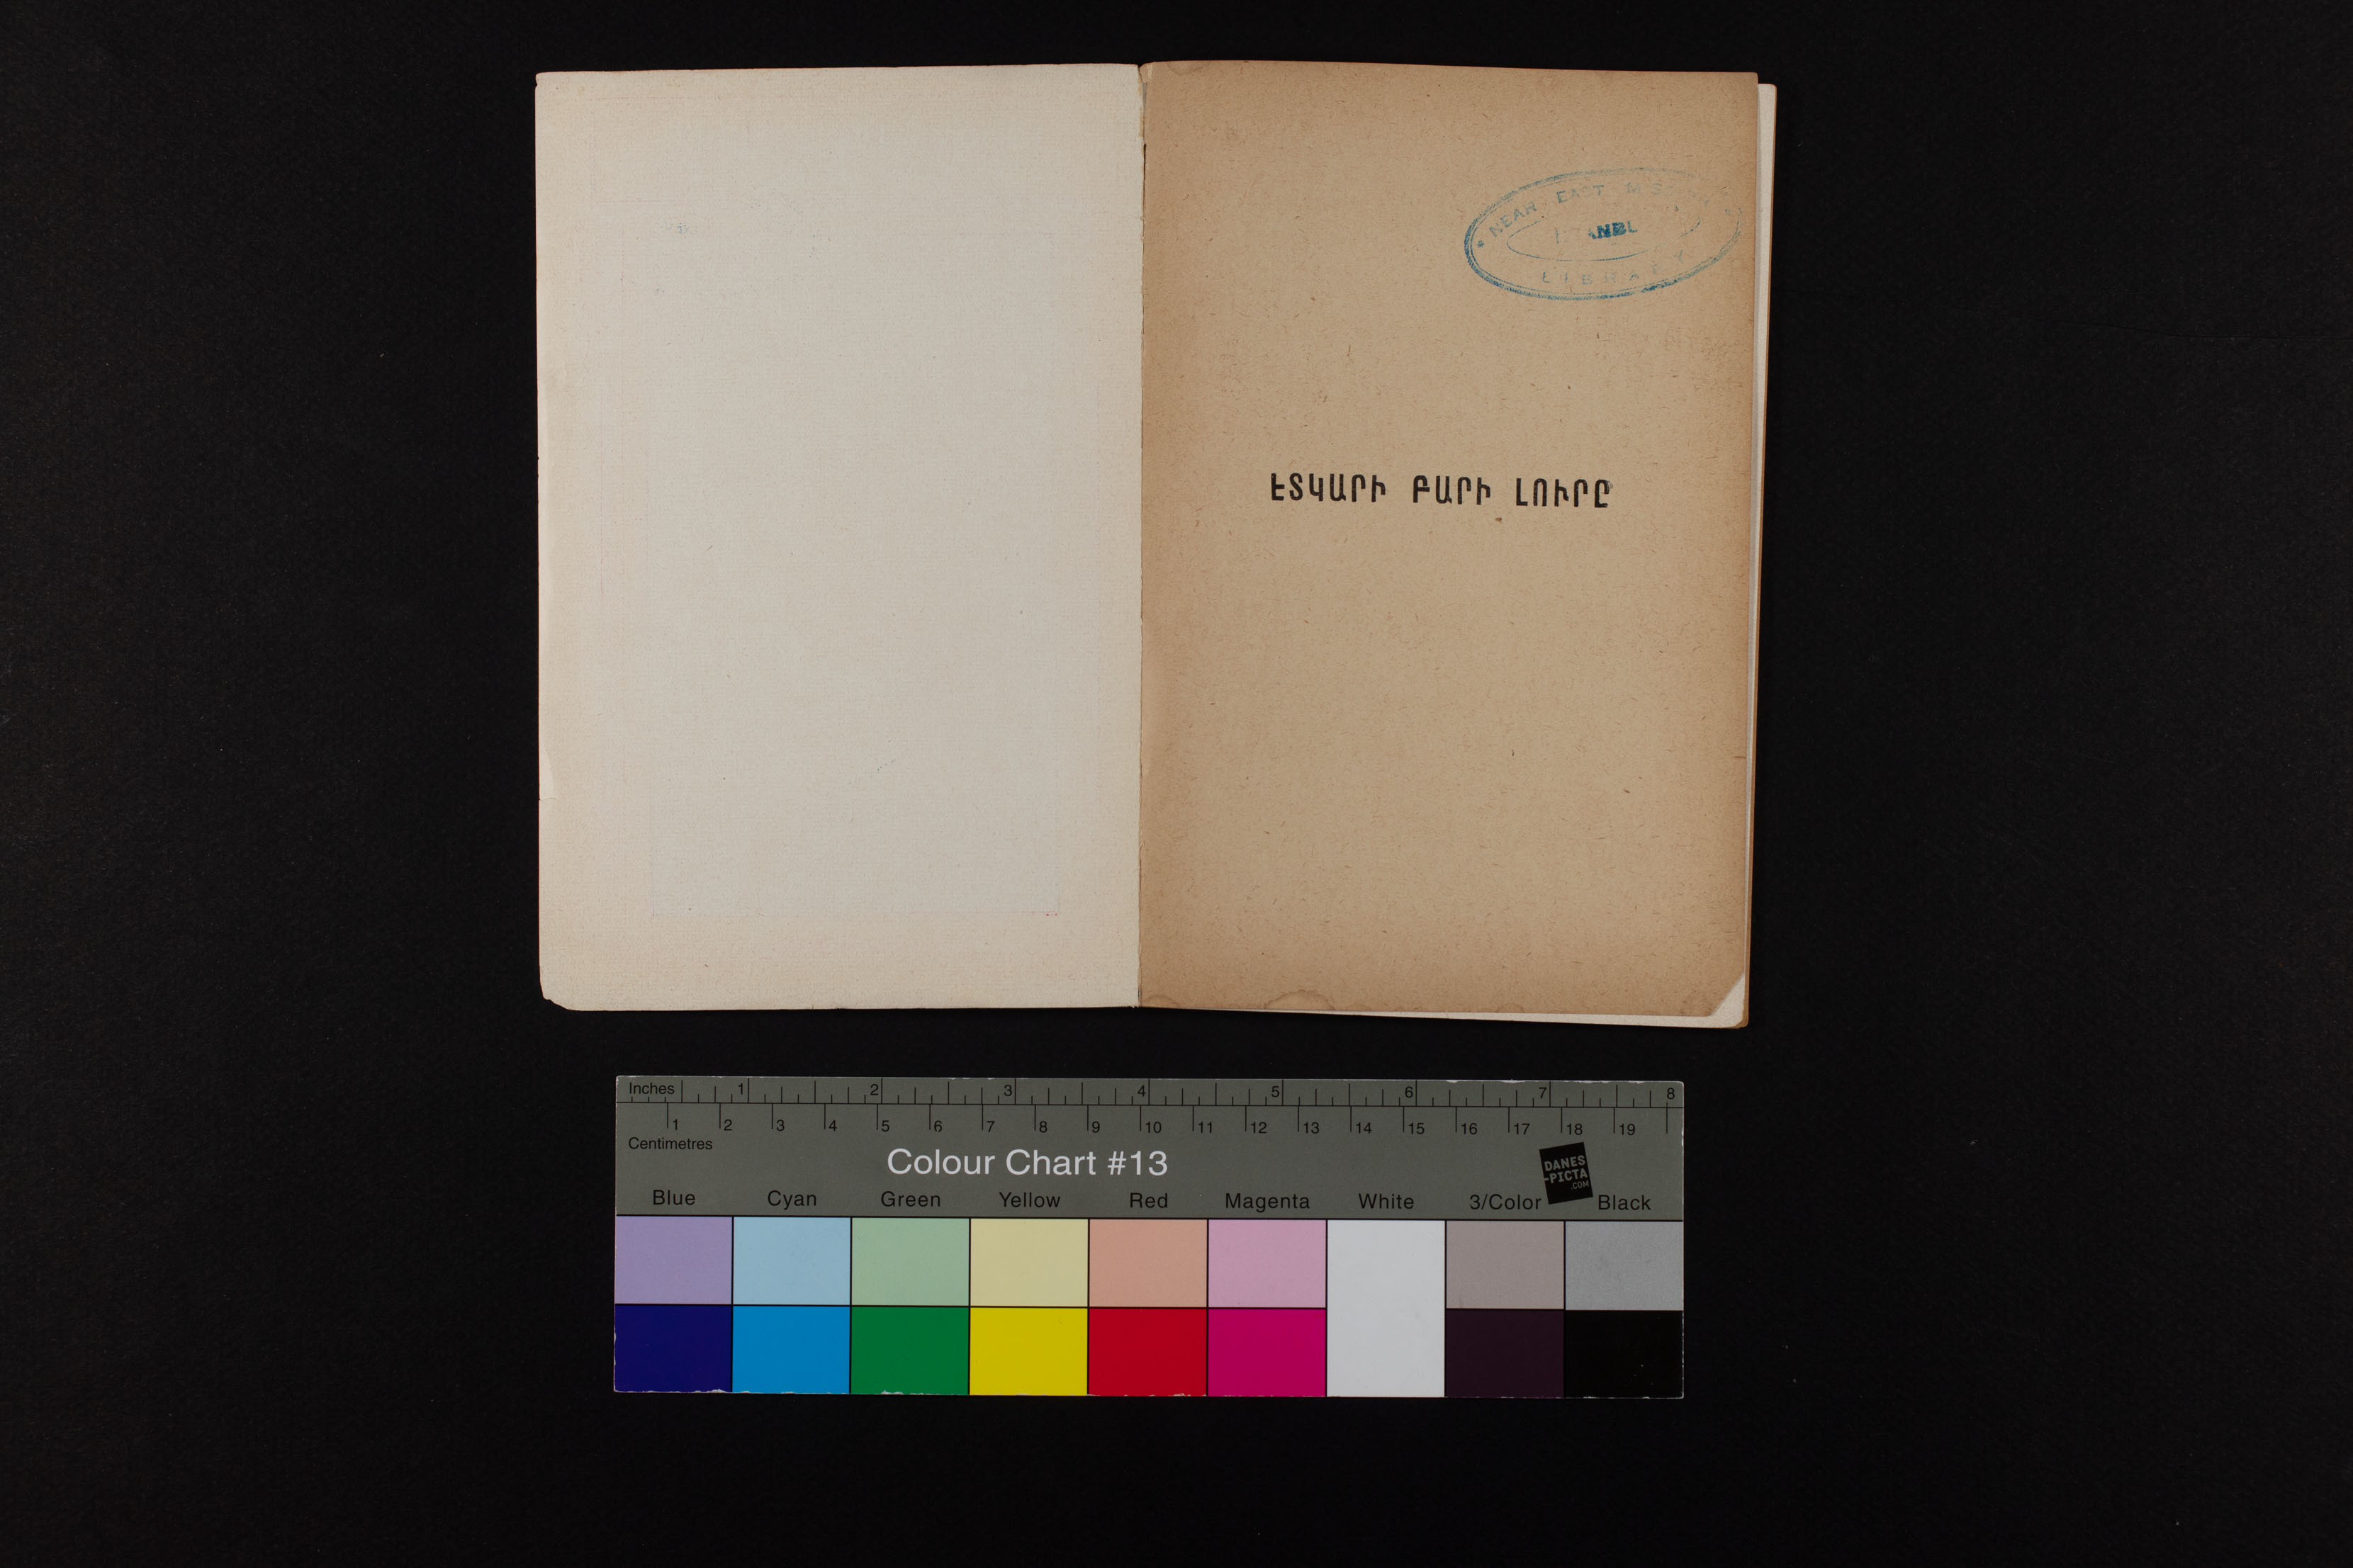 NEAR EAST MISSION
LIBRARY
ԷՏԿԱՐԻ ԲԱՐԻ ԼՈՒՐԸ
Inches 1 2 3 4 5 6 7 8
1 2 3 4 5 6 7 8 9 10 11 12 13 14 15 16 17 18 19
Centimetres
Colour Chart #13
DANES
-PICTA
.COM
Blue Cyan Green Yellow Red Magenta White 3/Color Black